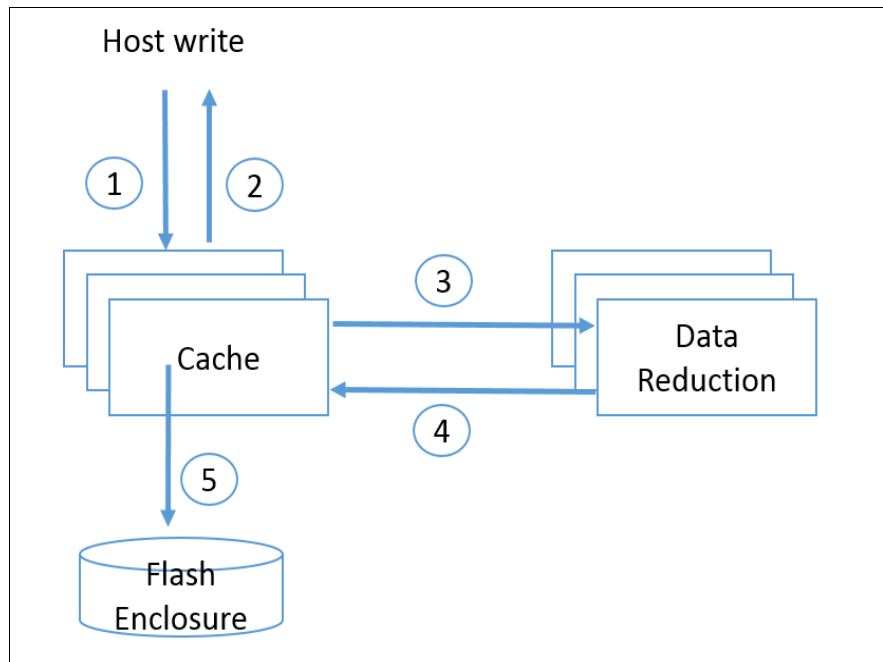 Host write
1
2
3
Cache
Data
Reduction
4
5
Flash
Enclosure